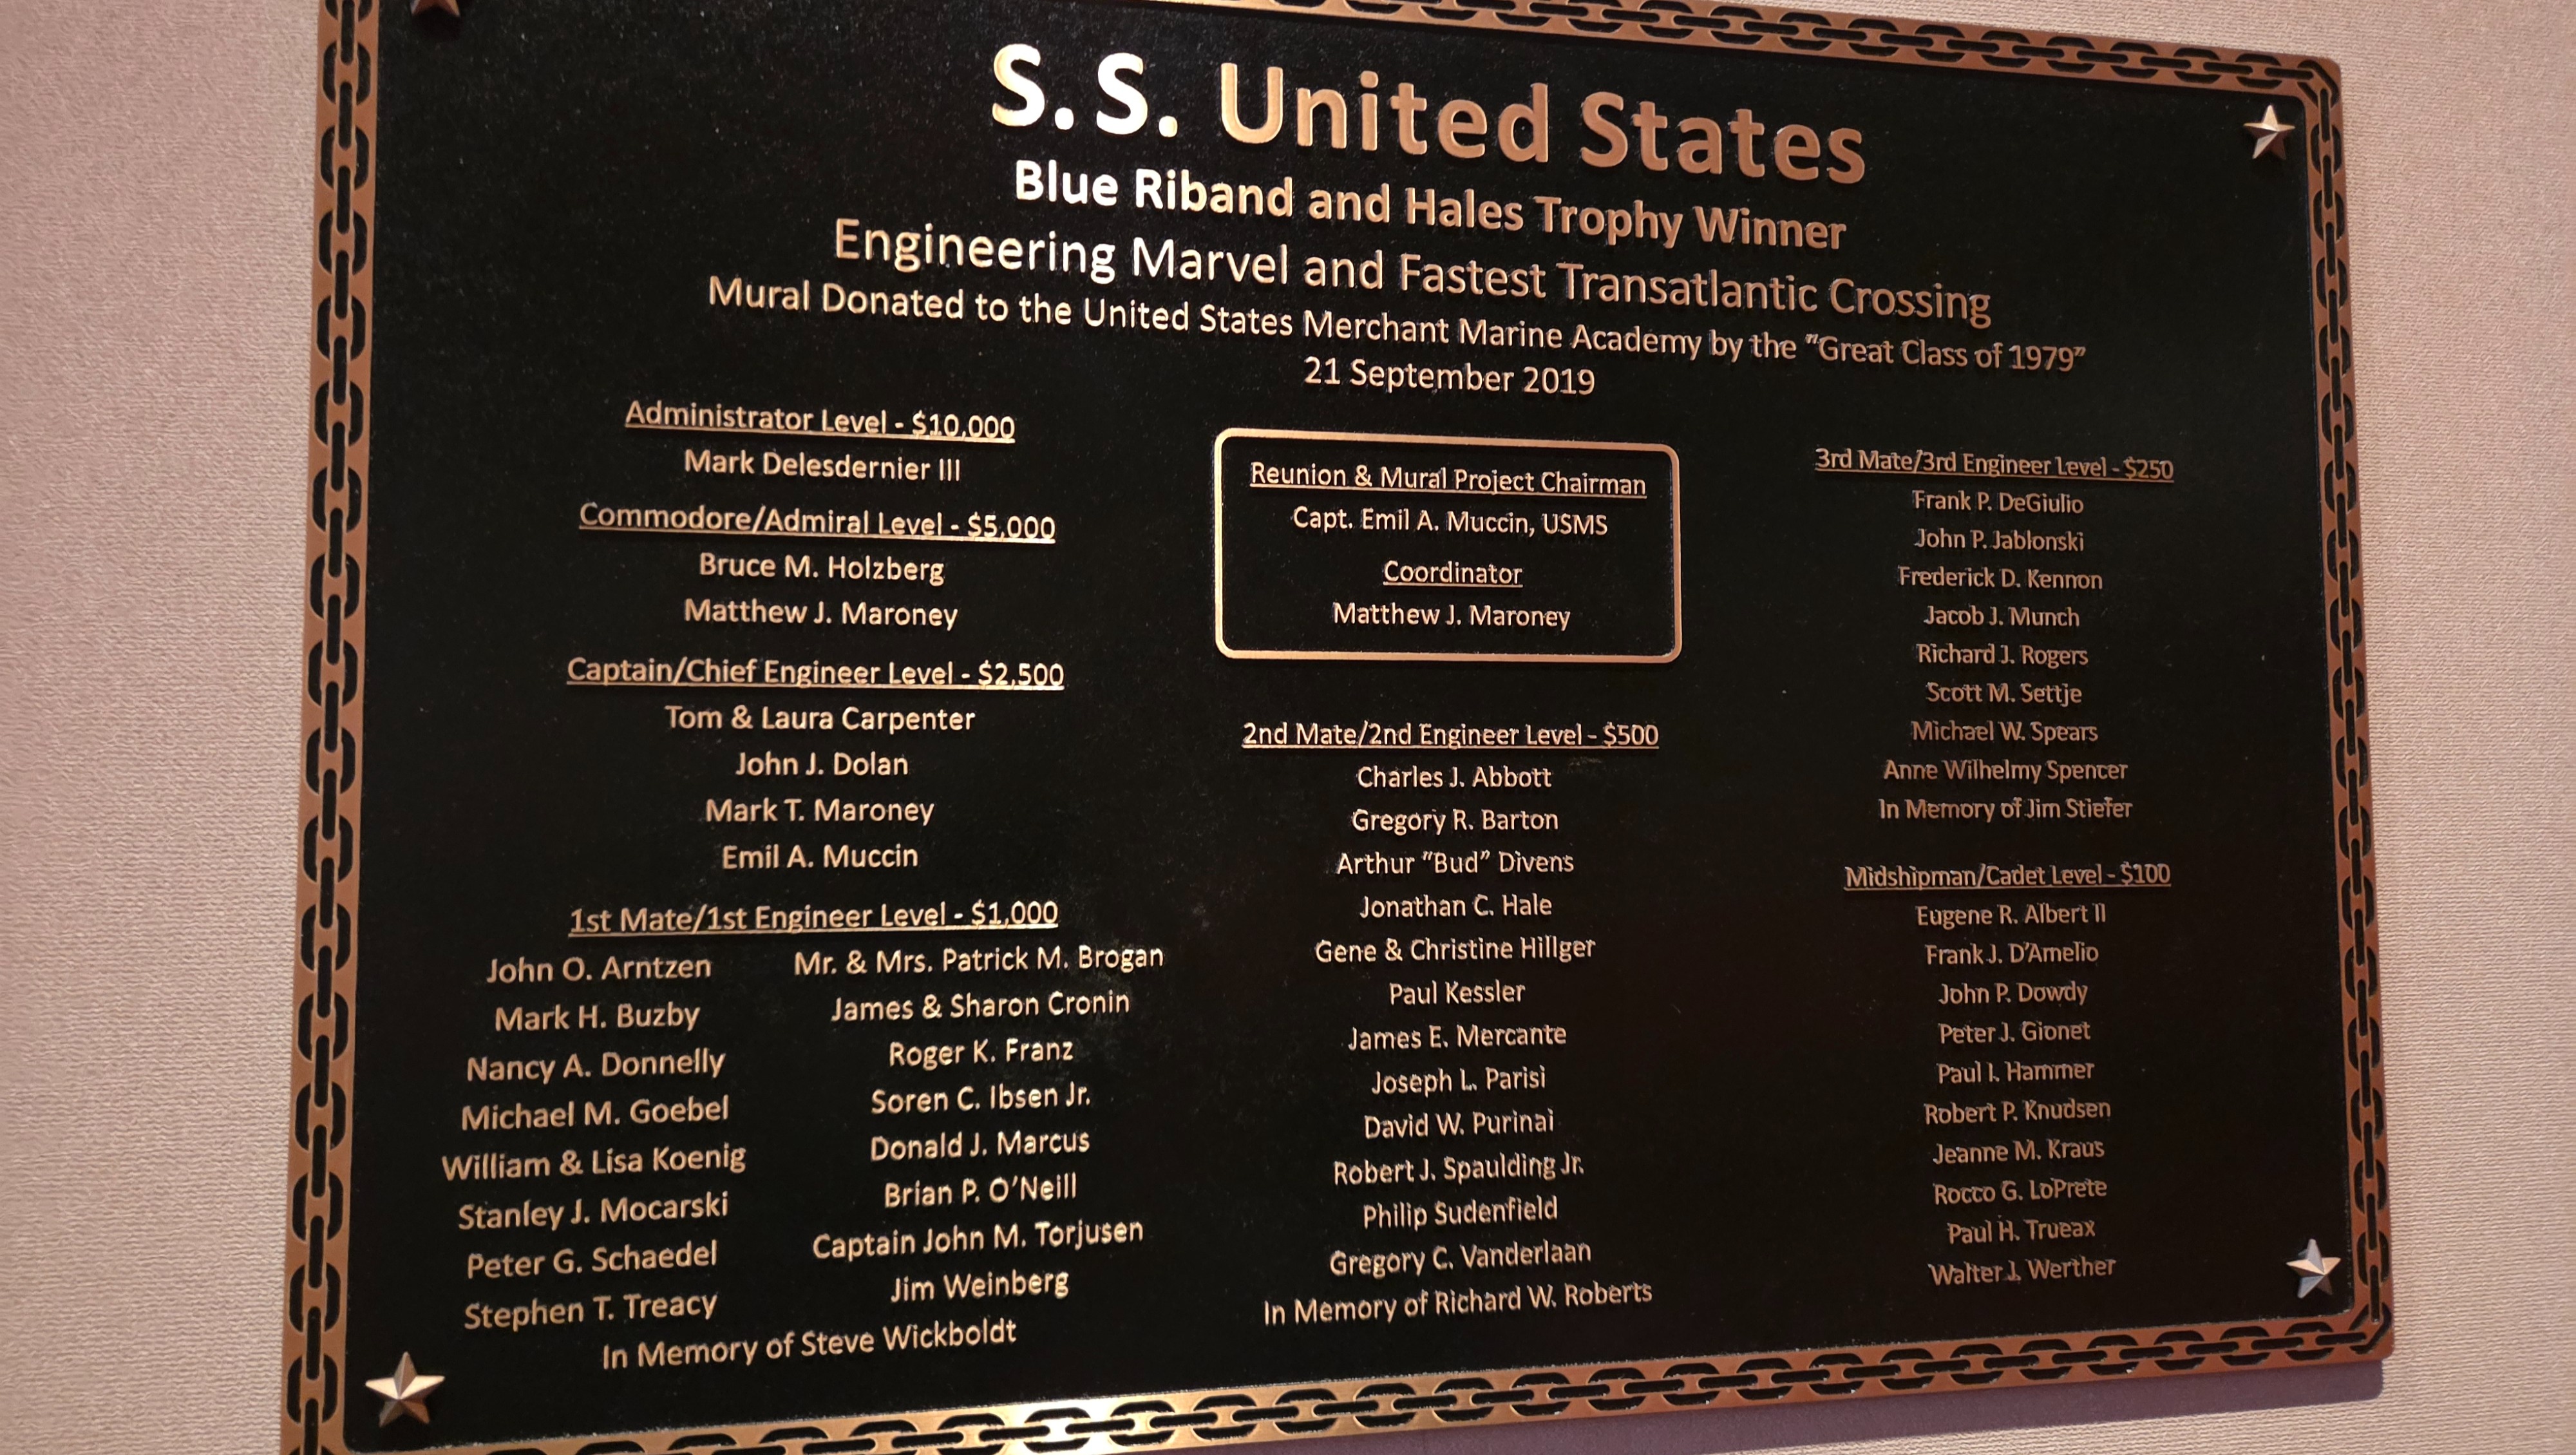 S.S. United States
Blue Riband and Hales Trophy Winner
Engineering Marvel and Fastest Transatlantic Crossing
Mural Donated to the United States Merchant Marine Academy by the "Great Class of 1979"
21 September 2019
Administrator Level - $10,000
Mark Delesdernier III
Commodore/Admiral Level - $5,000
Bruce M. Holzberg
Matthew J. Maroney
Captain/Chief Engineer Level - $2,500
Tom & Laura Carpenter
John J. Dolan
Mark T. Maroney
Emil A. Muccin
1st Mate/1st Engineer Level - $1,000
John O. Arntzen
Mark H. Buzby
Nancy A. Donnelly
Michael M. Goebel
William & Lisa Koenig
Stanley J. Mocarski
Peter G. Schaedel
Stephen T. Treacy
Mr. & Mrs. Patrick M. Brogan
James & Sharon Cronin
Roger K. Franz
Soren C. Ibsen Jr.
Donald J. Marcus
Brian P. O'Neill
Captain John M. Torjusen
Jim Weinberg
In Memory of Steve Wickboldt
Reunion & Mural Project Chairman
Capt. Emil A. Muccin, USMS
Coordinator
Matthew J. Maroney
2nd Mate/2nd Engineer Level - $500
Charles J. Abbott
Gregory R. Barton
Arthur "Bud" Divens
Jonathan C. Hale
Gene & Christine Hillger
Paul Kessler
James E. Mercante
Joseph L. Parisi
David W. Purinai
Robert J. Spaulding Jr.
Philip Sudenfield
Gregory C. Vanderlaan
In Memory of Richard W. Roberts
3rd Mate/3rd Engineer Level - $250
Frank P. DeGiulio
John P. Jablonski
Frederick D. Kennon
Jacob J. Munch
Richard J. Rogers
Scott M. Settje
Michael W. Spears
Anne Wilhelmy Spencer
In Memory of Jim Stiefer
Midshipman/Cadet Level - $100
Eugene R. Albert II
Frank J. D'Amelio
John P. Dowdy
Peter J. Gionet
Paul I. Hammer
Robert P. Knudsen
Jeanne M. Kraus
Rocco G. LoPrete
Paul H. Trueax
Walter J. Werther